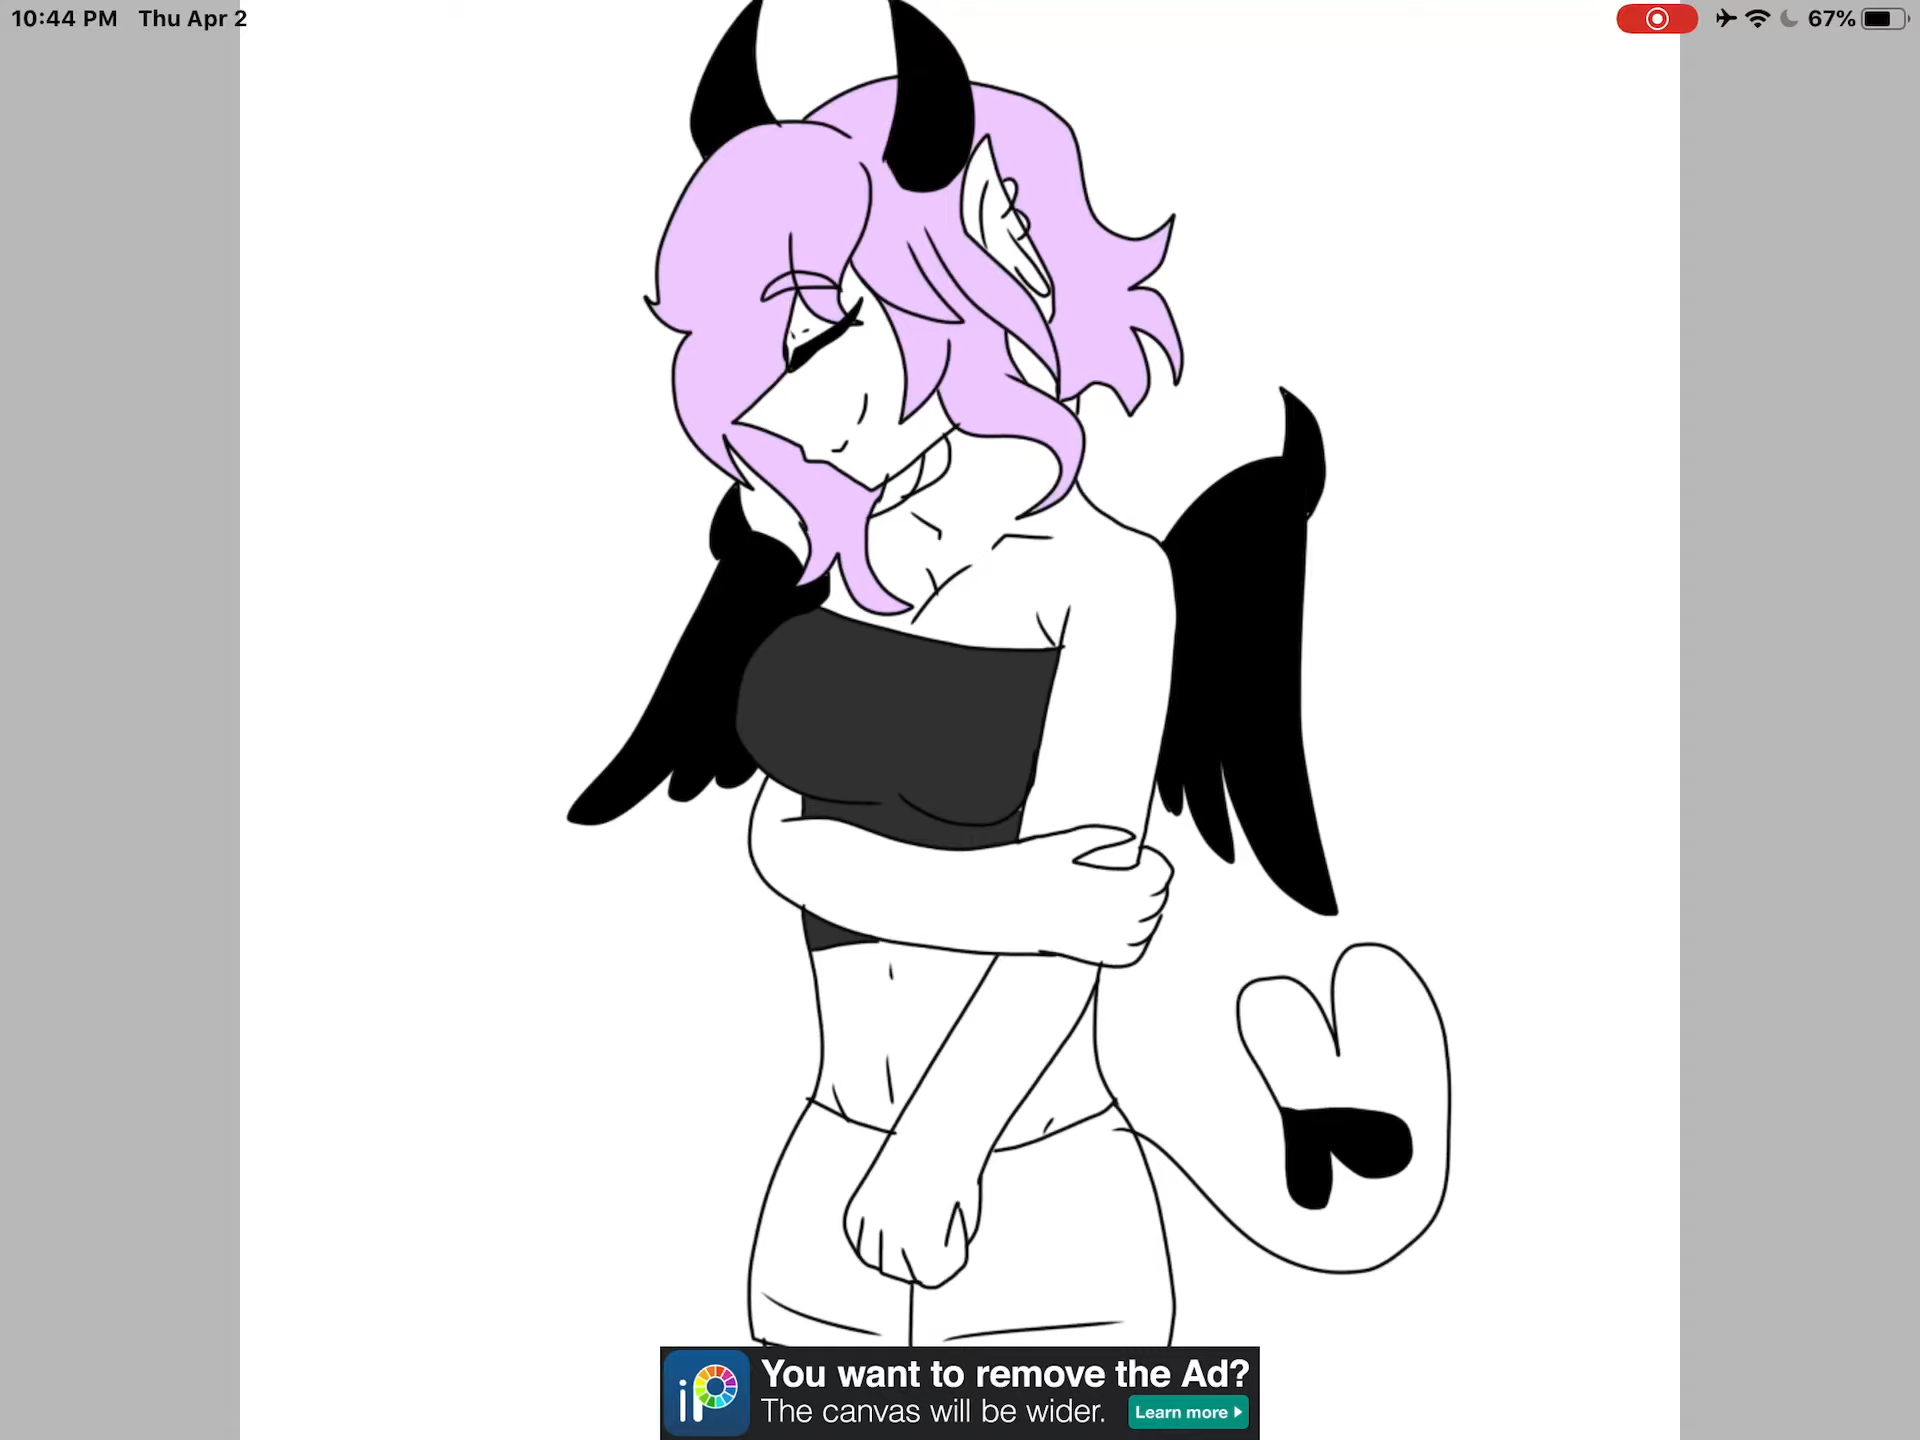 10:44 PM Thu Apr 2
67%
iP
You want to remove the Ad?
The canvas will be wider.
Learn more